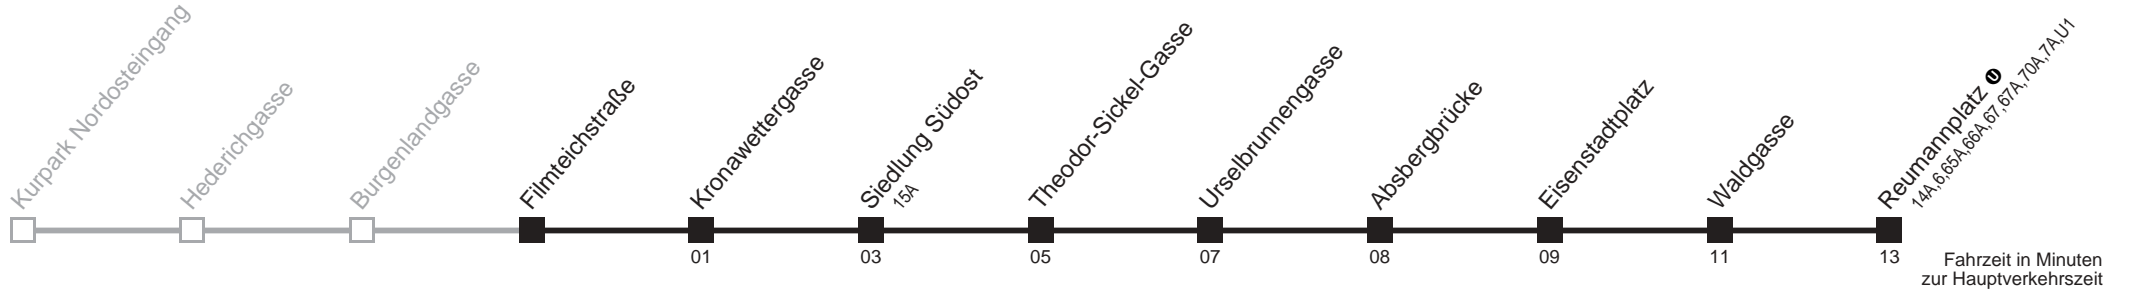 Kurpark Nordosteingang
Hederichgasse
Burgenlandgasse
Filmteichstraße
Kronawettergasse
Siedlung Südost
15A
Theodor-Sickel-Gasse
Urselbrunnengasse
Absbergbrücke
Eisenstadtplatz
Waldgasse
Reumannplatz U
14A,6,65A,66A,67,67A,70A,7A,U1
01
03
05
07
08
09
11
13
Fahrzeit in Minuten
zur Hauptverkehrszeit